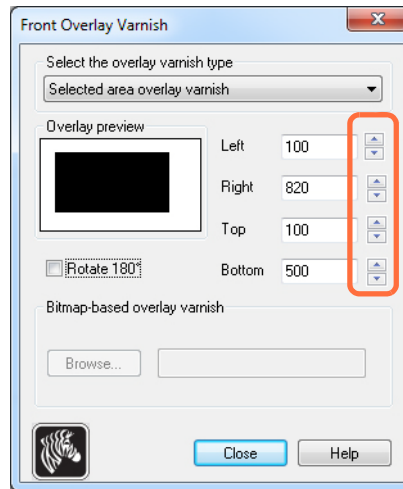 Front Overlay Varnish
Select the overlay varnish type
Selected area overlay varnish
Overlay preview
Left 100
Right 820
Top 100
Rotate 180°
Bottom 500
Bitmap-based overlay varnish
Browse...
Close Help